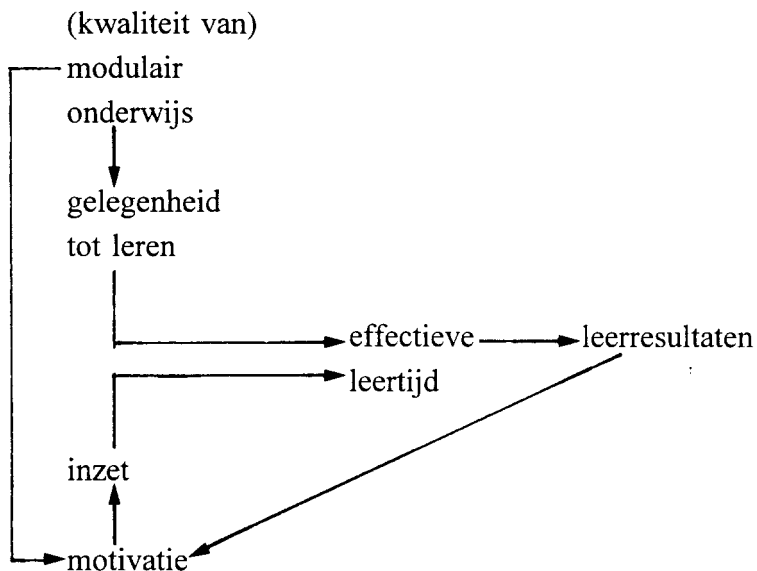 (kwaliteit van)
modulair
onderwijs
gelegenheid
tot leren
effectieve leerresultaten
leertijd
inzet
motivatie